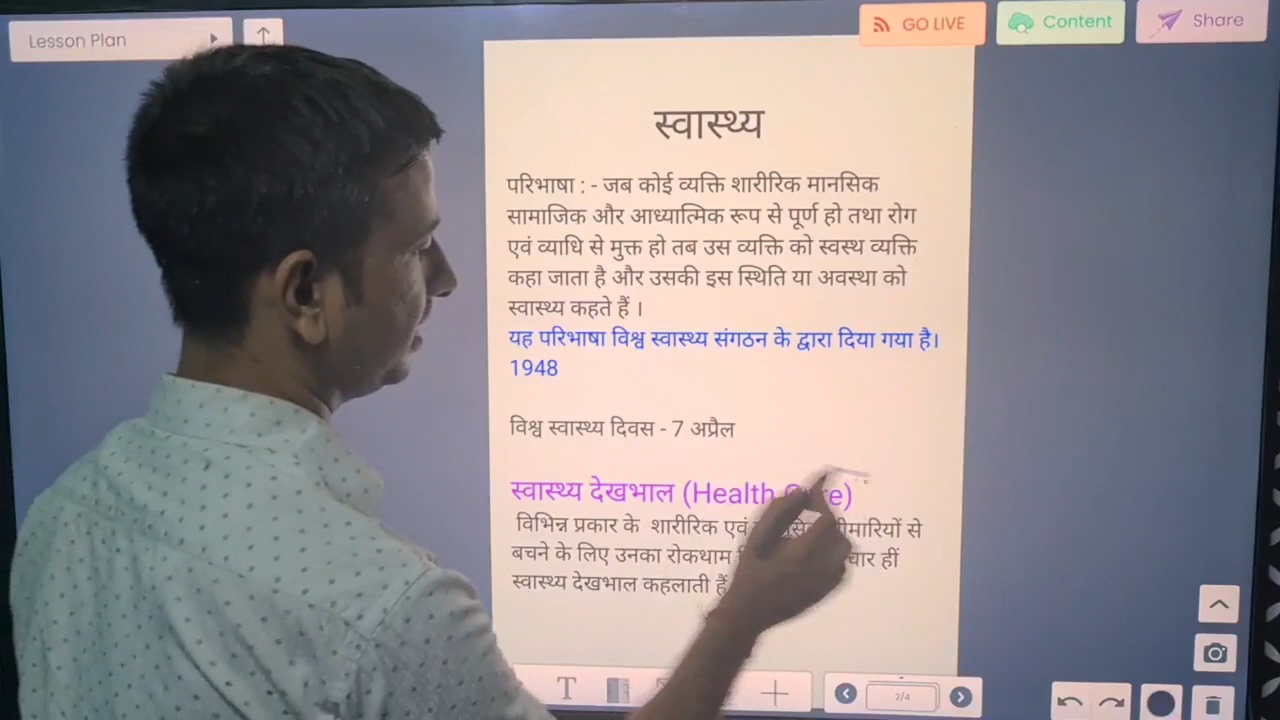 Lesson Plan
GO LIVE
Content
Share
स्वास्थ्य
परिभाषा : - जब कोई व्यक्ति शारीरिक मानसिक
सामाजिक और आध्यात्मिक रूप से पूर्ण हो तथा रोग
एवं व्याधि से मुक्त हो तब उस व्यक्ति को स्वस्थ व्यक्ति
कहा जाता है और उसकी इस स्थिति या अवस्था को
स्वास्थ्य कहते हैं ।
यह परिभाषा विश्व स्वास्थ्य संगठन के द्वारा दिया गया है।
1948
विश्व स्वास्थ्य दिवस - 7 अप्रैल
स्वास्थ्य देखभाल (Health
विभिन्न प्रकार के शारीरिक एवं से
बचने के लिए उनका रोकथाम हीं
स्वास्थ्य देखभाल कहलाती हैं
T
2/4